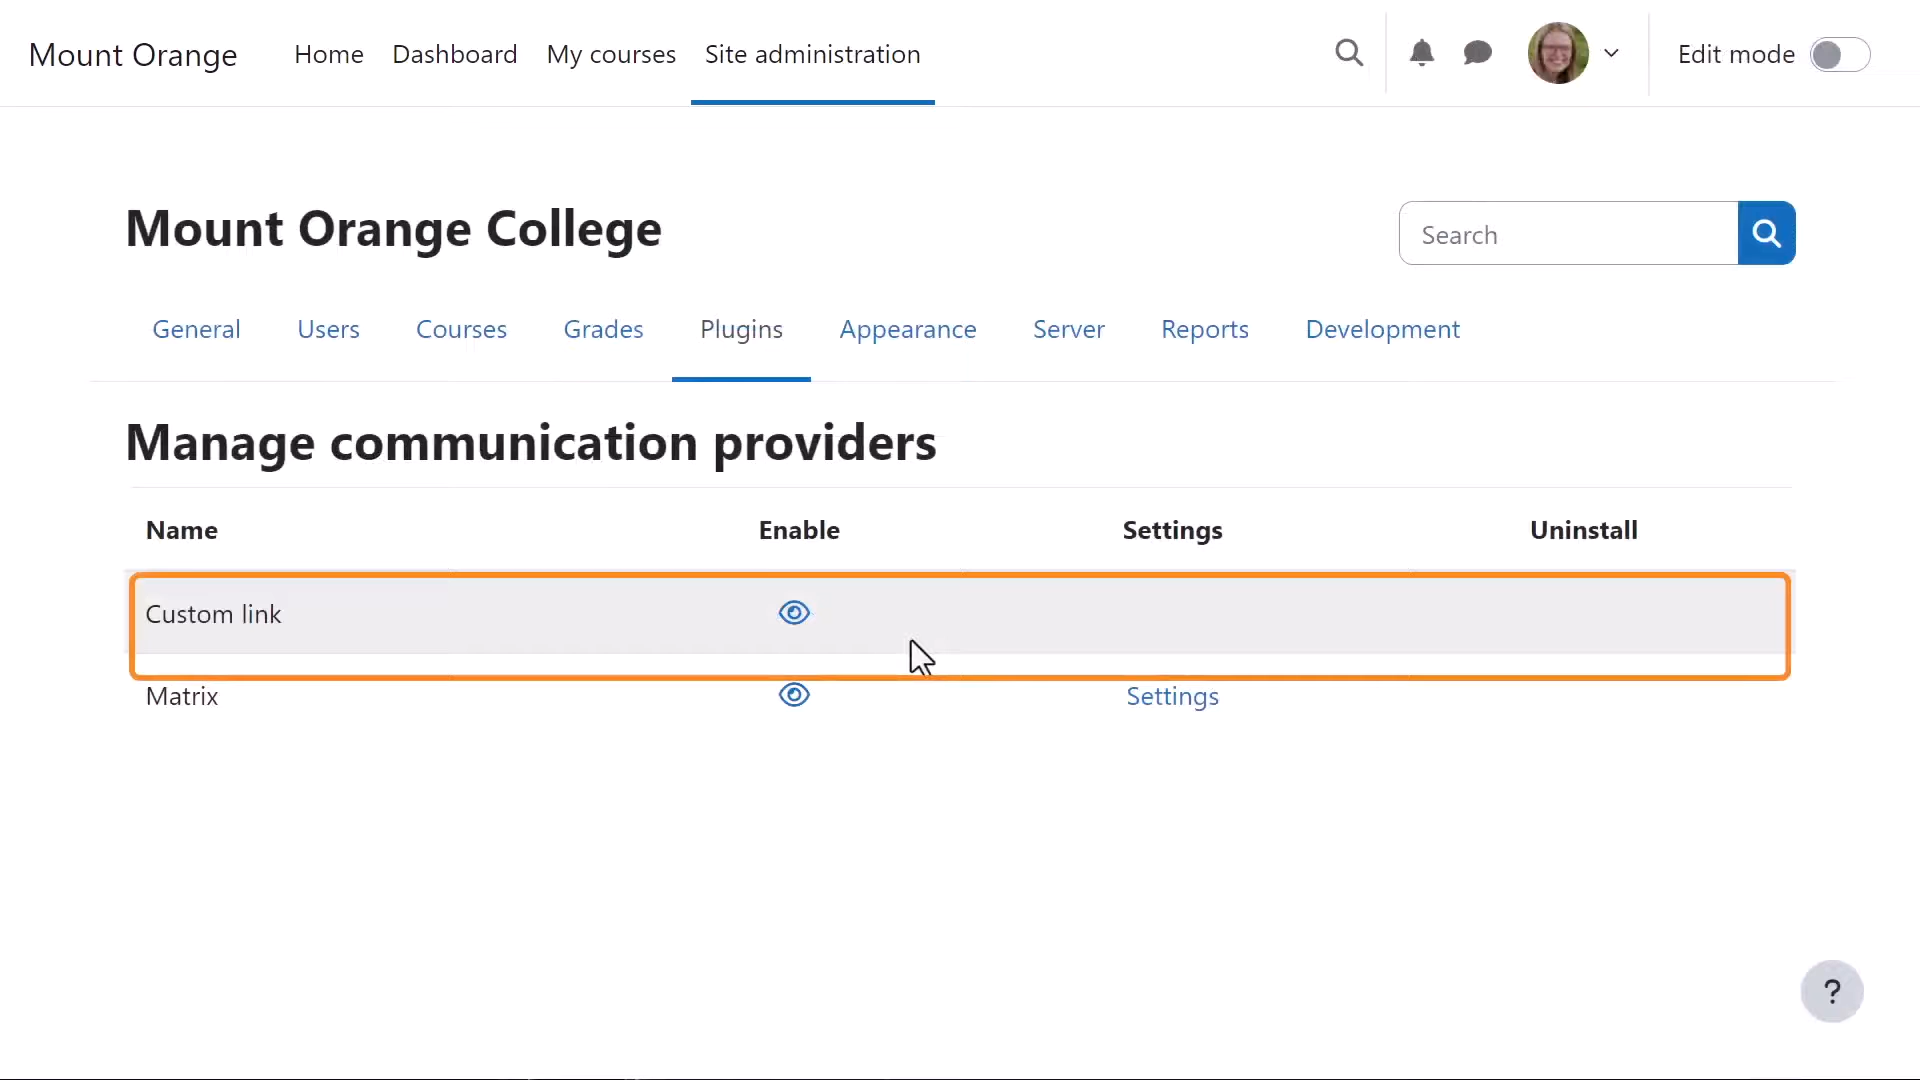 Mount Orange Home Dashboard My courses Site administration Edit mode
Mount Orange College
Search
General Users Courses Grades Plugins Appearance Server Reports Development
Manage communication providers
Name Enable Settings Uninstall
Custom link
Matrix Settings
?